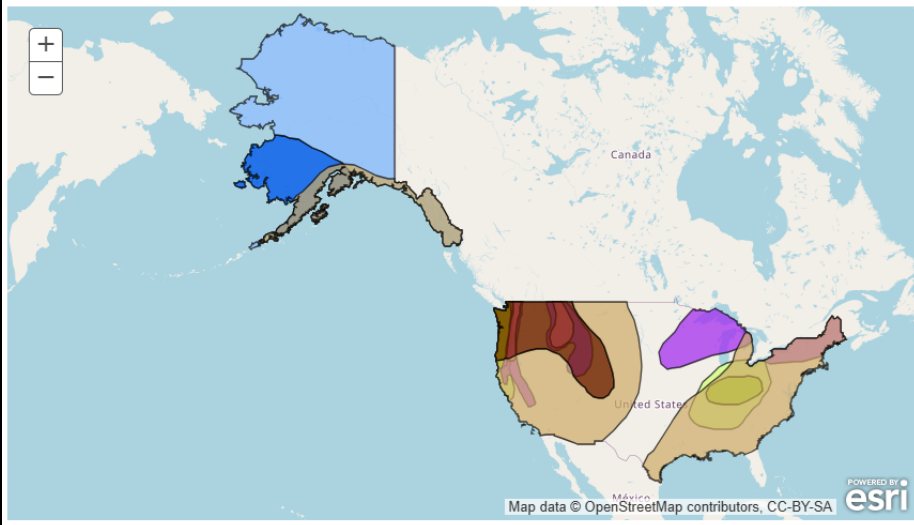 +
−
Canada
United States
México
Map data © OpenStreetMap contributors, CC-BY-SA
POWERED BY
esri